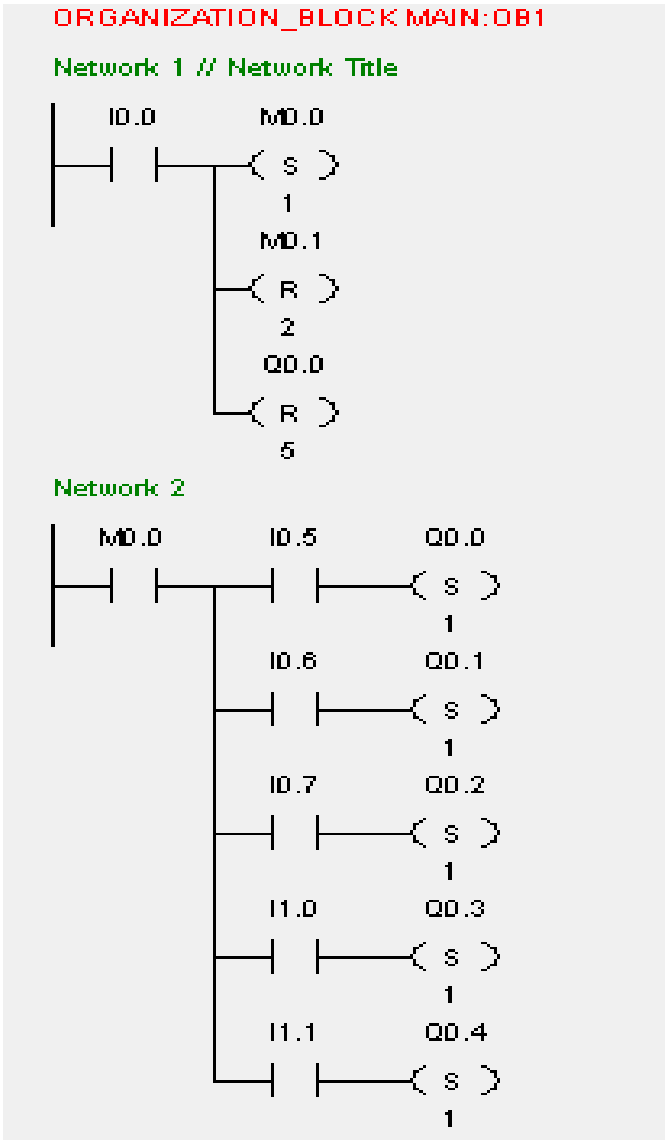 ORGANIZATION_BLOCK MAIN:OB1
Network 1 // Network Title
I0.0 M0.0
S
1
M0.1
R
2
Q0.0
R
5
Network 2
M0.0 I0.5 Q0.0
S
1
I0.6 Q0.1
S
1
I0.7 Q0.2
S
1
I1.0 Q0.3
S
1
I1.1 Q0.4
S
1